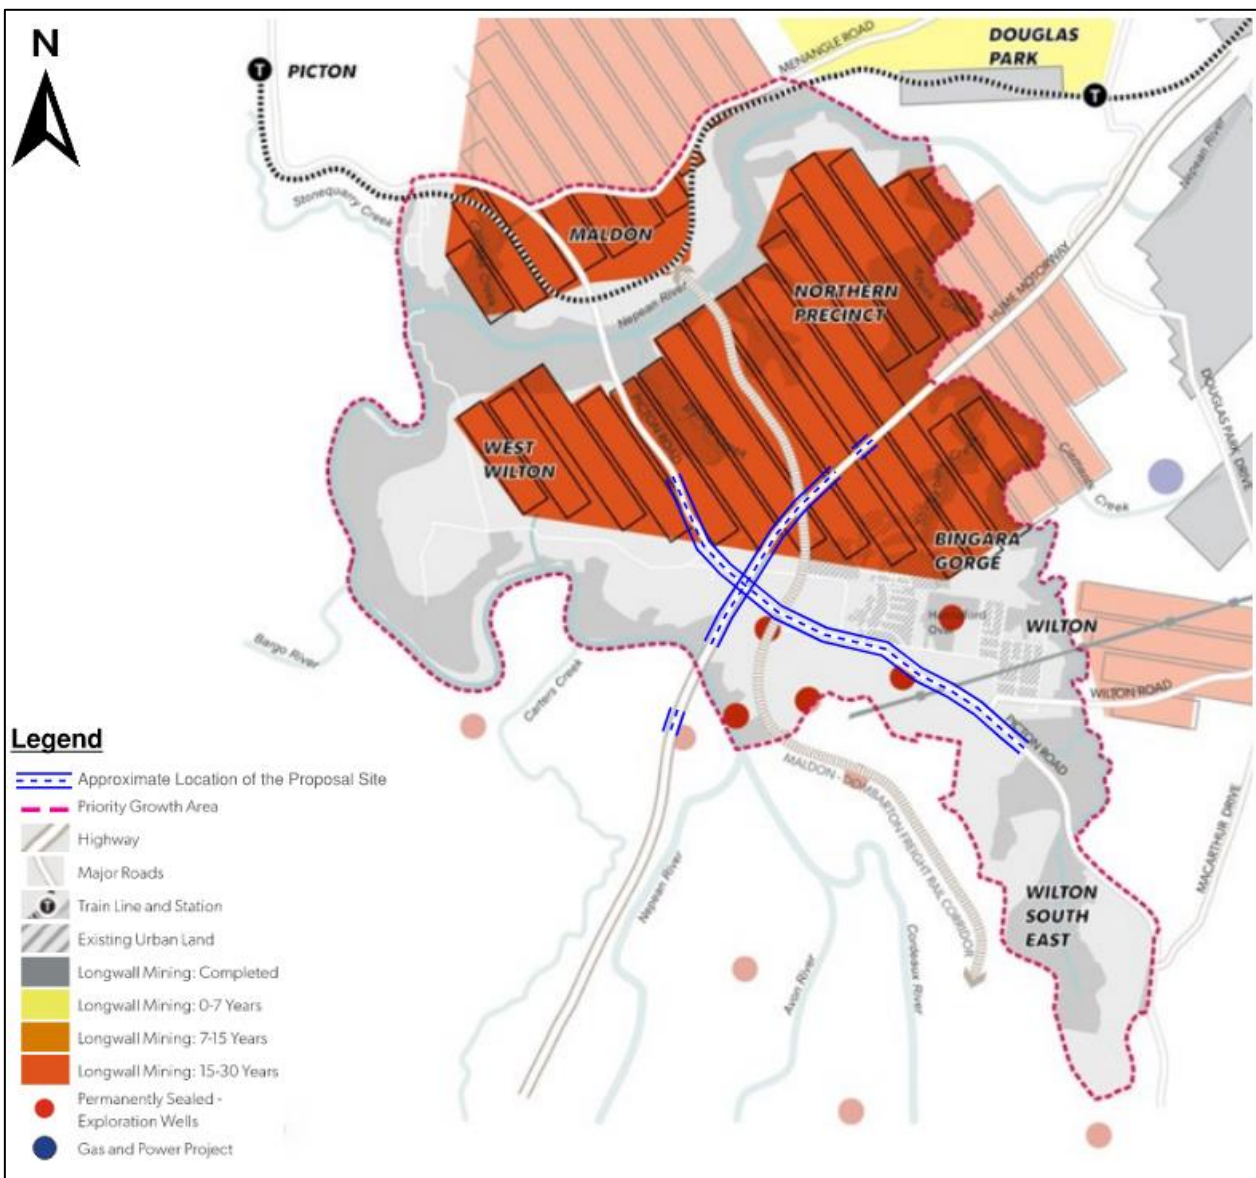 N
T
PICTON
MENANGLE ROAD
DOUGLAS
PARK
T
Nepean River
Stonequarry Creek
MALDON
HUME MOTORWAY
NORTHERN
PRECINCT
Nepean River
DOUGLAS PARK DRIVE
PICTON ROAD
WEST
WILTON
Creek
BINGARA
GORGE
WILTON
Bargo River
Carters Creek
WILTON ROAD
PICTON ROAD
MALDON - DOMBARTON FREIGHT RAIL CORRIDOR
MACARTHUR DRIVE
Nepean River
WILTON
SOUTH
EAST
Avon River
Cordeaux River
Legend
Approximate Location of the Proposal Site
Priority Growth Area
Highway
Major Roads
T
Train Line and Station
Existing Urban Land
Longwall Mining: Completed
Longwall Mining: 0-7 Years
Longwall Mining: 7-15 Years
Longwall Mining: 15-30 Years
Permanently Sealed -
Exploration Wells
Gas and Power Project